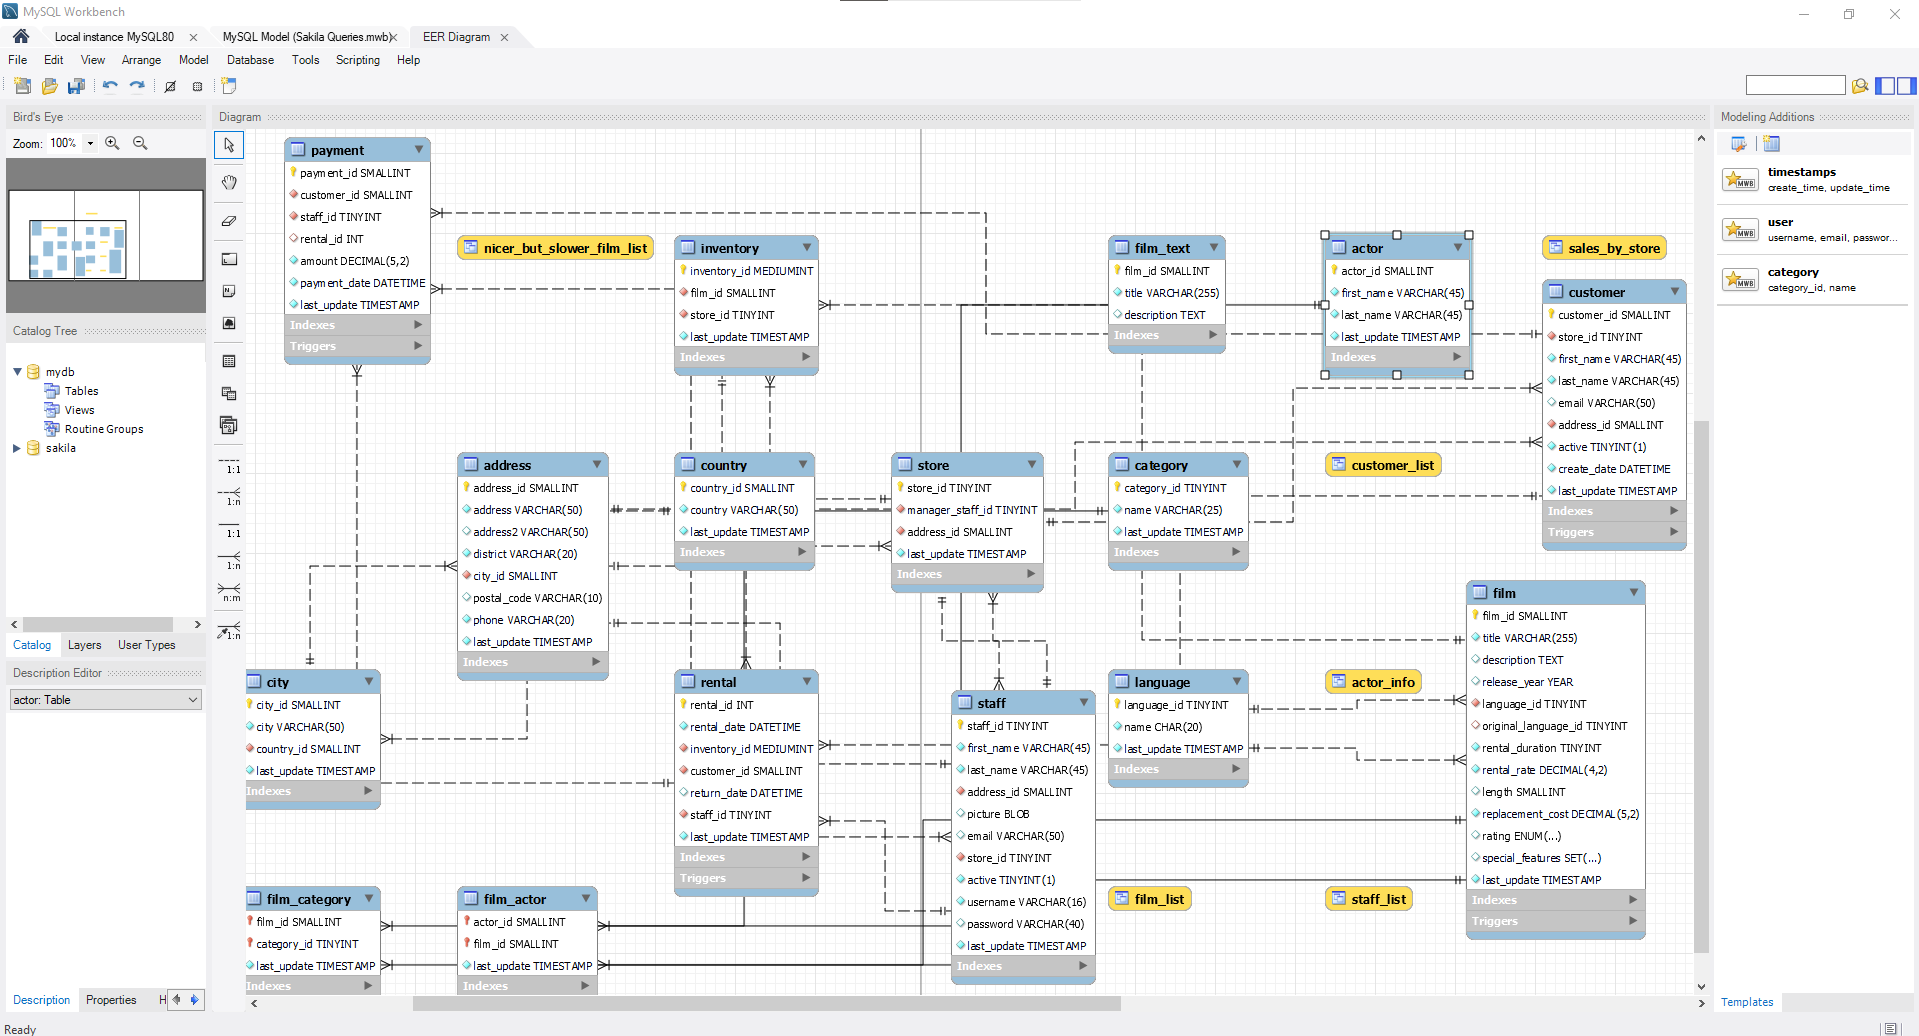 MySQL Workbench
Local instance MySQL80
MySQL Model (Sakila Queries.mwb)
EER Diagram
File Edit View Arrange Model Database Tools Scripting Help
Bird's Eye
Zoom: 100%
Catalog Tree
mydb
Tables
Views
Routine Groups
sakila
Catalog Layers User Types
Description Editor
actor: Table
Description Properties H
Ready
Diagram
1:1
1:n
1:1
1:n
n:m
1:n
payment
payment_id SMALLINT
customer_id SMALLINT
staff_id TINYINT
rental_id INT
amount DECIMAL(5,2)
payment_date DATETIME
last_update TIMESTAMP
Indexes
Triggers
nicer_but_slower_film_list
inventory
inventory_id MEDIUMINT
film_id SMALLINT
store_id TINYINT
last_update TIMESTAMP
Indexes
film_text
film_id SMALLINT
title VARCHAR(255)
description TEXT
Indexes
actor
actor_id SMALLINT
first_name VARCHAR(45)
last_name VARCHAR(45)
last_update TIMESTAMP
Indexes
sales_by_store
customer
customer_id SMALLINT
store_id TINYINT
first_name VARCHAR(45)
last_name VARCHAR(45)
email VARCHAR(50)
address_id SMALLINT
active TINYINT(1)
create_date DATETIME
last_update TIMESTAMP
Indexes
Triggers
address
address_id SMALLINT
address VARCHAR(50)
address2 VARCHAR(50)
district VARCHAR(20)
city_id SMALLINT
postal_code VARCHAR(10)
phone VARCHAR(20)
last_update TIMESTAMP
Indexes
country
country_id SMALLINT
country VARCHAR(50)
last_update TIMESTAMP
Indexes
store
store_id TINYINT
manager_staff_id TINYINT
address_id SMALLINT
last_update TIMESTAMP
Indexes
category
category_id TINYINT
name VARCHAR(25)
last_update TIMESTAMP
Indexes
customer_list
city
city_id SMALLINT
city VARCHAR(50)
country_id SMALLINT
last_update TIMESTAMP
Indexes
rental
rental_id INT
rental_date DATETIME
inventory_id MEDIUMINT
customer_id SMALLINT
return_date DATETIME
staff_id TINYINT
last_update TIMESTAMP
Indexes
Triggers
staff
staff_id TINYINT
first_name VARCHAR(45)
last_name VARCHAR(45)
address_id SMALLINT
picture BLOB
email VARCHAR(50)
store_id TINYINT
active TINYINT(1)
username VARCHAR(16)
password VARCHAR(40)
last_update TIMESTAMP
Indexes
language
language_id TINYINT
name CHAR(20)
last_update TIMESTAMP
Indexes
actor_info
film
film_id SMALLINT
title VARCHAR(255)
description TEXT
release_year YEAR
language_id TINYINT
original_language_id TINYINT
rental_duration TINYINT
rental_rate DECIMAL(4,2)
length SMALLINT
replacement_cost DECIMAL(5,2)
rating ENUM(...)
special_features SET(...)
last_update TIMESTAMP
Indexes
Triggers
film_category
film_id SMALLINT
category_id TINYINT
last_update TIMESTAMP
Indexes
film_actor
actor_id SMALLINT
film_id SMALLINT
last_update TIMESTAMP
Indexes
film_list
staff_list
Modeling Additions
timestamps
create_time, update_time
user
username, email, passwor...
category
category_id, name
MWB
MWB
MWB
Templates